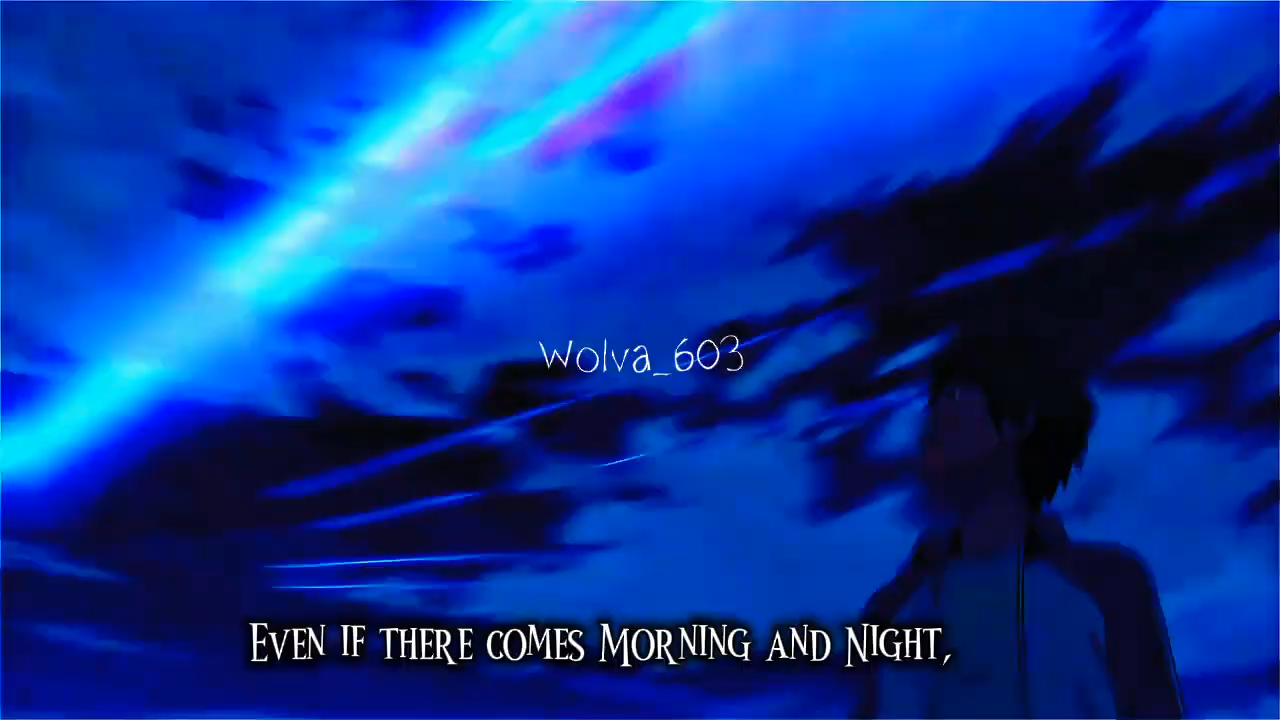 Wolva_603
Even if there comes Morning and Night,